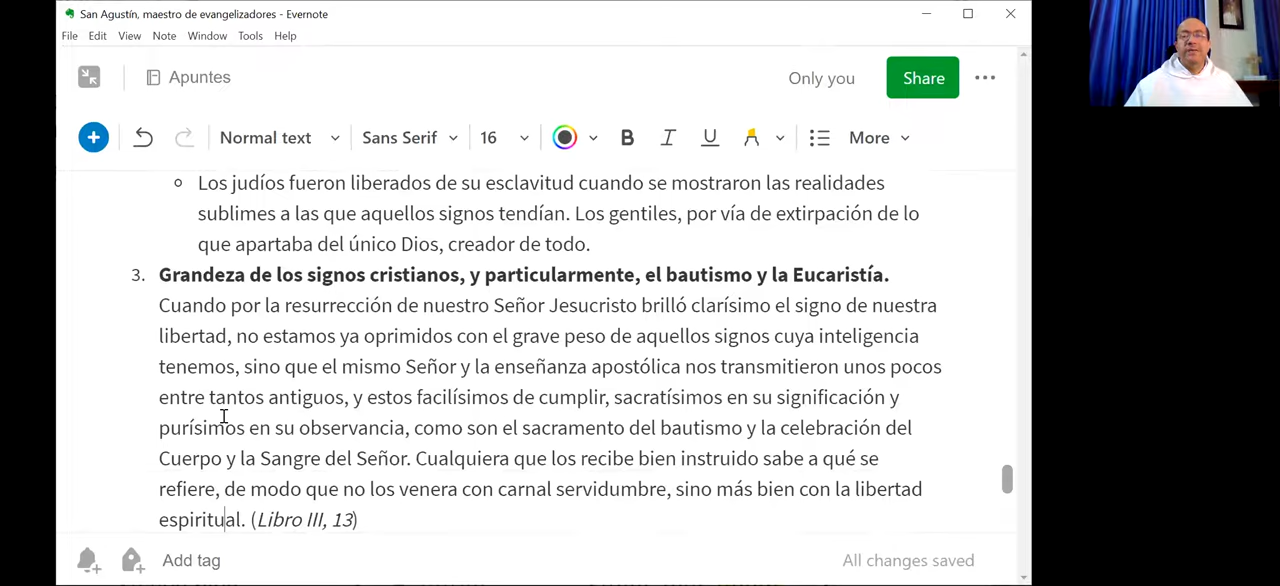 San Agustín, maestro de evangelizadores - Evernote
File Edit View Note Window Tools Help
Apuntes
Only you
Share
Normal text
Sans Serif
16
B I U
More
Los judíos fueron liberados de su esclavitud cuando se mostraron las realidades
sublimes a las que aquellos signos tendían. Los gentiles, por vía de extirpación de lo
que apartaba del único Dios, creador de todo.
3. Grandeza de los signos cristianos, y particularmente, el bautismo y la Eucaristía.
Cuando por la resurrección de nuestro Señor Jesucristo brilló clarísimo el signo de nuestra
libertad, no estamos ya oprimidos con el grave peso de aquellos signos cuya inteligencia
tenemos, sino que el mismo Señor y la enseñanza apostólica nos transmitieron unos pocos
entre tantos antiguos, y estos facilísimos de cumplir, sacratísimos en su significación y
purísimos en su observancia, como son el sacramento del bautismo y la celebración del
Cuerpo y la Sangre del Señor. Cualquiera que los recibe bien instruido sabe a qué se
refiere, de modo que no los venera con carnal servidumbre, sino más bien con la libertad
espiritual. (Libro III, 13)
Add tag
All changes saved